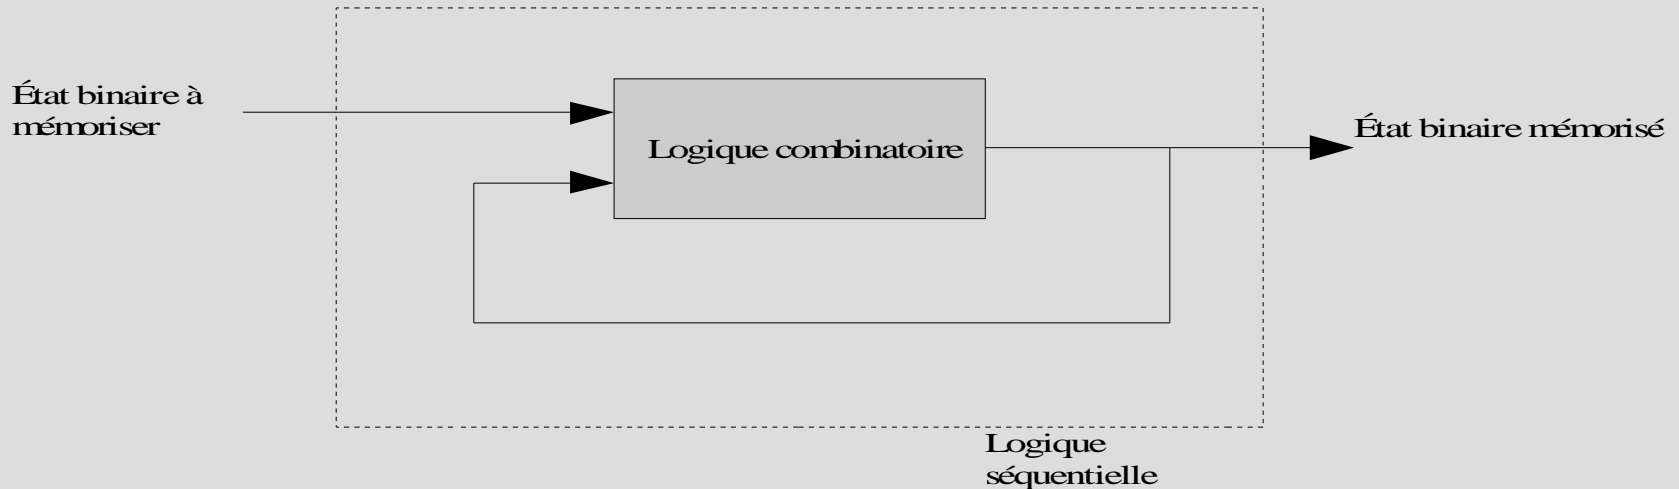 État binaire à
mémoriser
Logique combinatoire
État binaire mémorisé
Logique
séquentielle